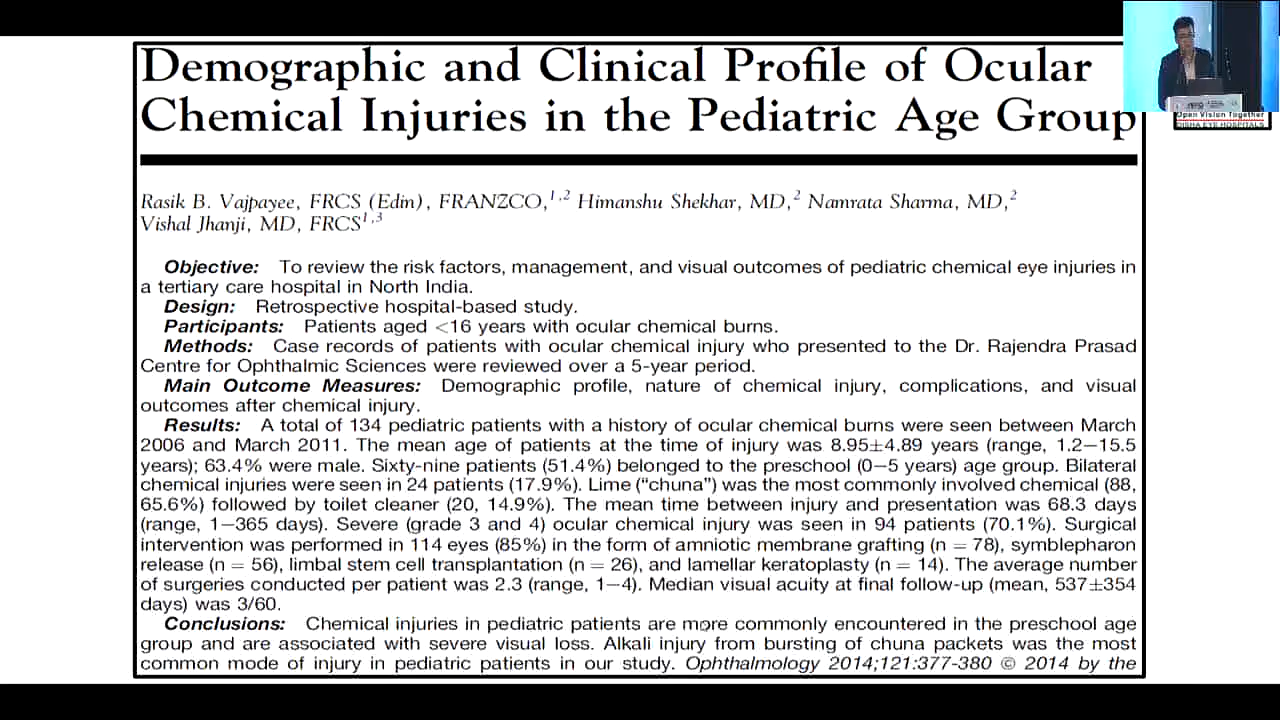 Demographic and Clinical Profile of Ocular
Chemical Injuries in the Pediatric Age Group
Rasik B. Vajpayee, FRCS (Edin), FRANZCO,1,2 Himanshu Shekhar, MD,2 Namrata Sharma, MD,2
Vishal Jhanji, MD, FRCS1,3
Objective: To review the risk factors, management, and visual outcomes of pediatric chemical eye injuries in
a tertiary care hospital in North India.
Design: Retrospective hospital-based study.
Participants: Patients aged <16 years with ocular chemical burns.
Methods: Case records of patients with ocular chemical injury who presented to the Dr. Rajendra Prasad
Centre for Ophthalmic Sciences were reviewed over a 5-year period.
Main Outcome Measures: Demographic profile, nature of chemical injury, complications, and visual
outcomes after chemical injury.
Results: A total of 134 pediatric patients with a history of ocular chemical burns were seen between March
2006 and March 2011. The mean age of patients at the time of injury was 8.95±4.89 years (range, 1.2–15.5
years); 63.4% were male. Sixty-nine patients (51.4%) belonged to the preschool (0–5 years) age group. Bilateral
chemical injuries were seen in 24 patients (17.9%). Lime ("chuna") was the most commonly involved chemical (88,
65.6%) followed by toilet cleaner (20, 14.9%). The mean time between injury and presentation was 68.3 days
(range, 1–365 days). Severe (grade 3 and 4) ocular chemical injury was seen in 94 patients (70.1%). Surgical
intervention was performed in 114 eyes (85%) in the form of amniotic membrane grafting (n = 78), symblepharon
release (n = 56), limbal stem cell transplantation (n = 26), and lamellar keratoplasty (n = 14). The average number
of surgeries conducted per patient was 2.3 (range, 1–4). Median visual acuity at final follow-up (mean, 537±354
days) was 3/60.
Conclusions: Chemical injuries in pediatric patients are more commonly encountered in the preschool age
group and are associated with severe visual loss. Alkali injury from bursting of chuna packets was the most
common mode of injury in pediatric patients in our study. Ophthalmology 2014;121:377-380 © 2014 by the
Open Vision Together
DISHA EYE HOSPITALS